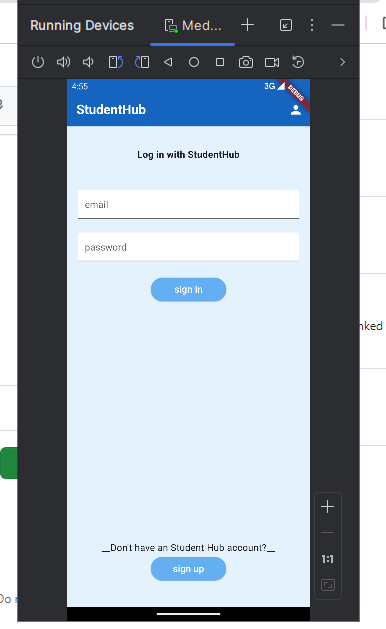 Running Devices
Med...
4:55
3G
DEBUG
StudentHub
Log in with StudentHub
email
password
sign in
nked
__Don't have an Student Hub account?__
sign up
1:1
Do